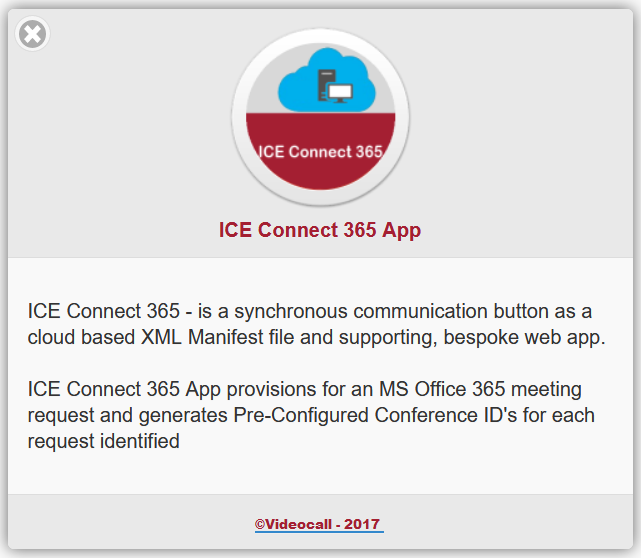 ICE Connect 365
ICE Connect 365 App
ICE Connect 365 - is a synchronous communication button as a
cloud based XML Manifest file and supporting, bespoke web app.
ICE Connect 365 App provisions for an MS Office 365 meeting
request and generates Pre-Configured Conference ID's for each
request identified
©Videocall - 2017